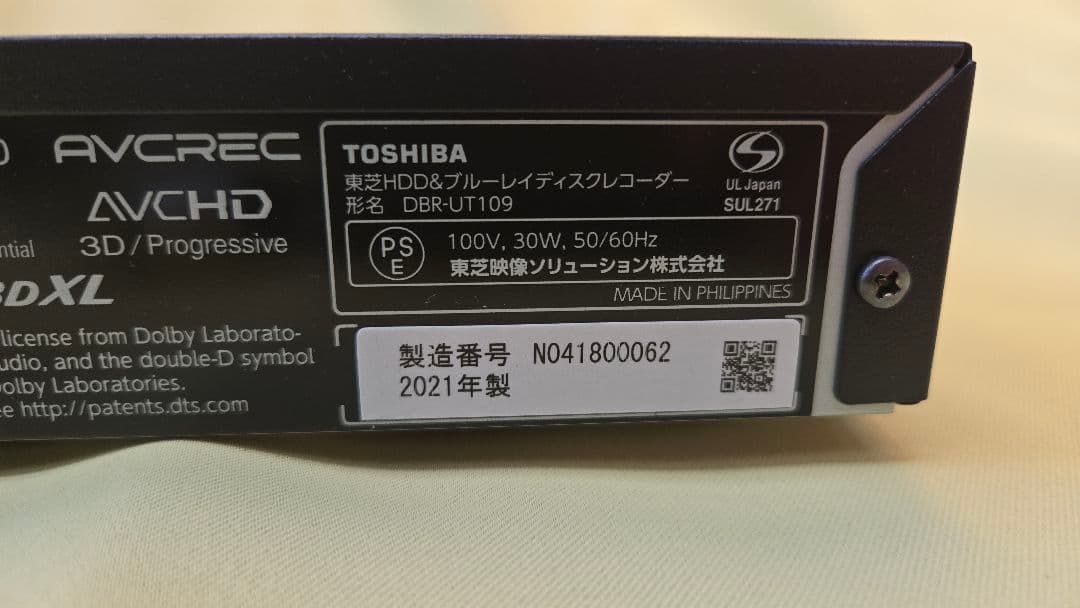 AVCREC
AVCHD
3D/Progressive
XL
license from Dolby Laborato-
and the double-D symbol
Laboratories.
http://patents.dts.com
TOSHIBA
東芝HDD&ブルーレイディスクレコーダー
形名 DBR-UT109
UL Japan
SUL271
PS
E
100V, 30W, 50/60Hz
東芝映像ソリューション株式会社
MADE IN PHILIPPINES
製造番号 N041800062
2021年製